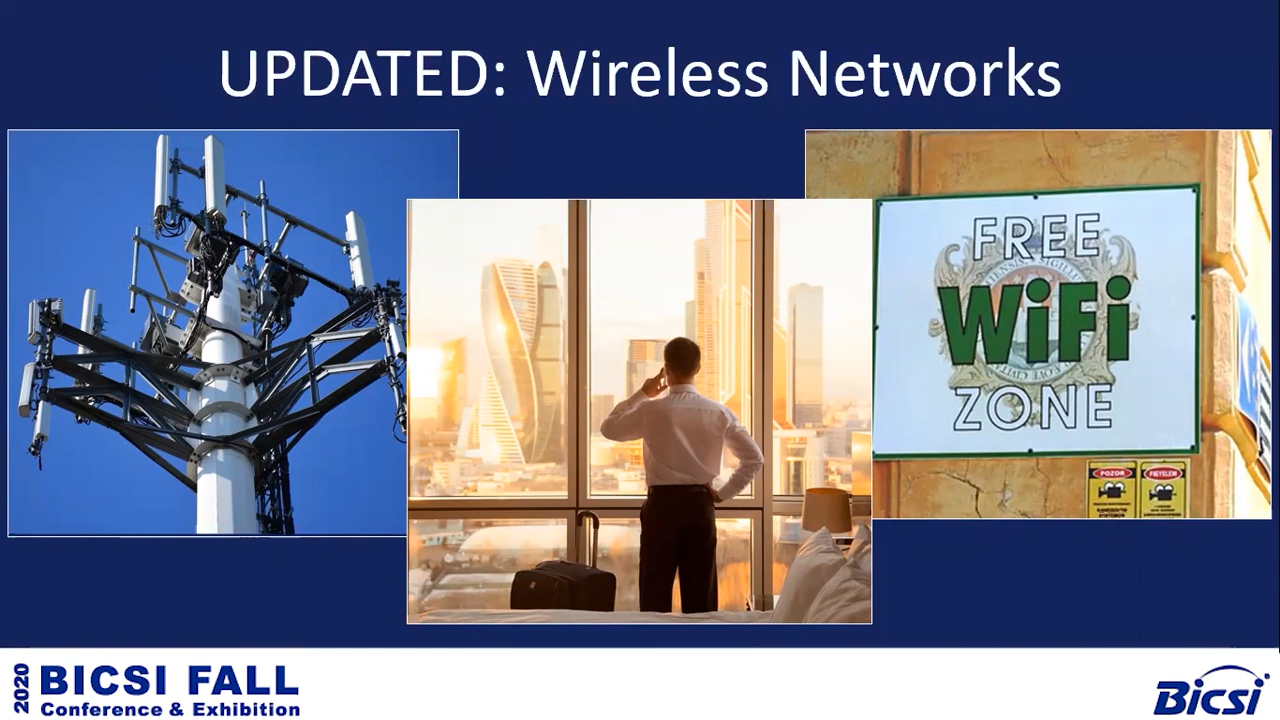 UPDATED: Wireless Networks
FREE
WiFi
ZONE
POZOR
FIGYELEM
2020
BICSI FALL
Conference & Exhibition
Bicsi